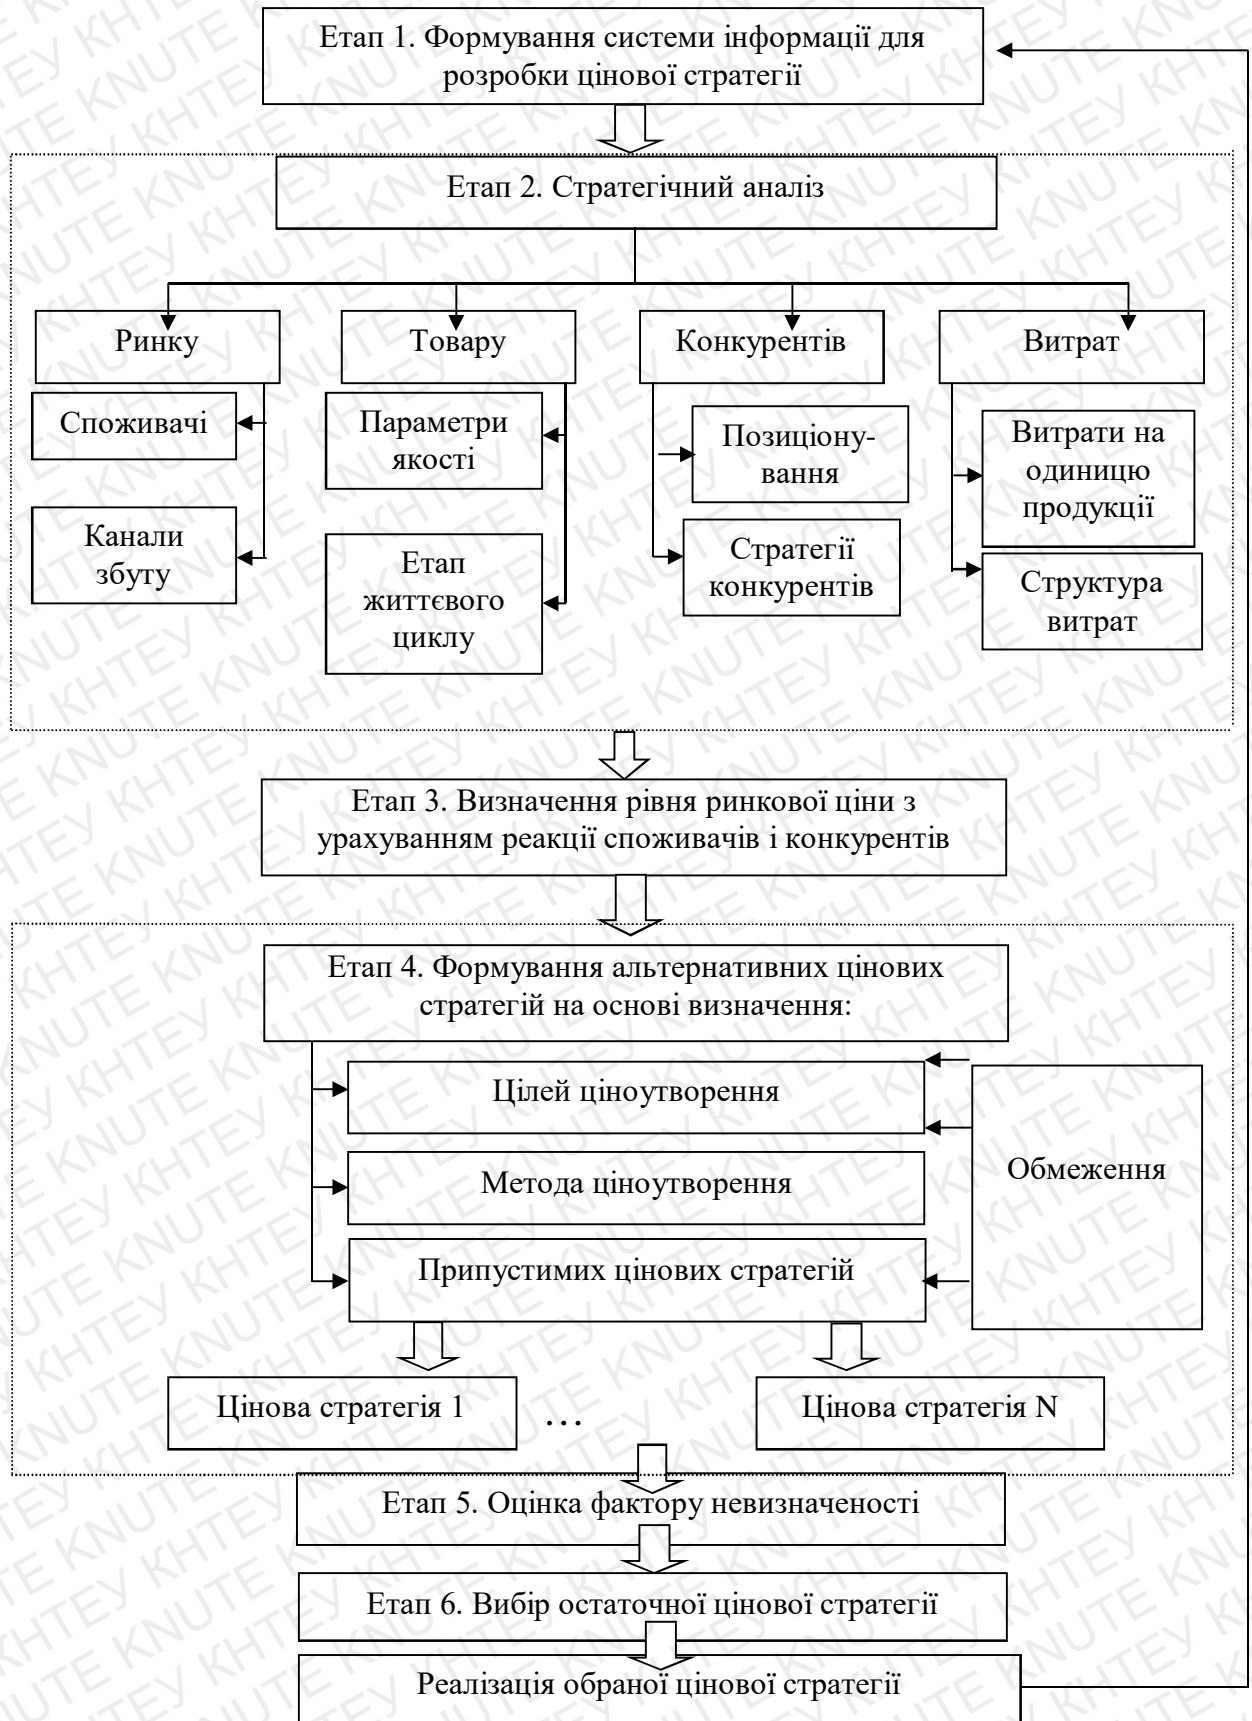 Етап 1. Формування системи інформації для
розробки цінової стратегії
Етап 2. Стратегічний аналіз
Ринку
Товару
Конкурентів
Витрат
Споживачі
Канали
збуту
Параметри
якості
Етап
життєвого
циклу
Позиціону-
вання
Стратегії
конкурентів
Витрати на
одиницю
продукції
Структура
витрат
Етап 3. Визначення рівня ринкової ціни з
урахуванням реакції споживачів і конкурентів
Етап 4. Формування альтернативних цінових
стратегій на основі визначення:
Цілей ціноутворення
Метода ціноутворення
Припустимих цінових стратегій
Обмеження
Цінова стратегія 1
...
Цінова стратегія N
Етап 5. Оцінка фактору невизначеності
Етап 6. Вибір остаточної цінової стратегії
Реалізація обраної цінової стратегії